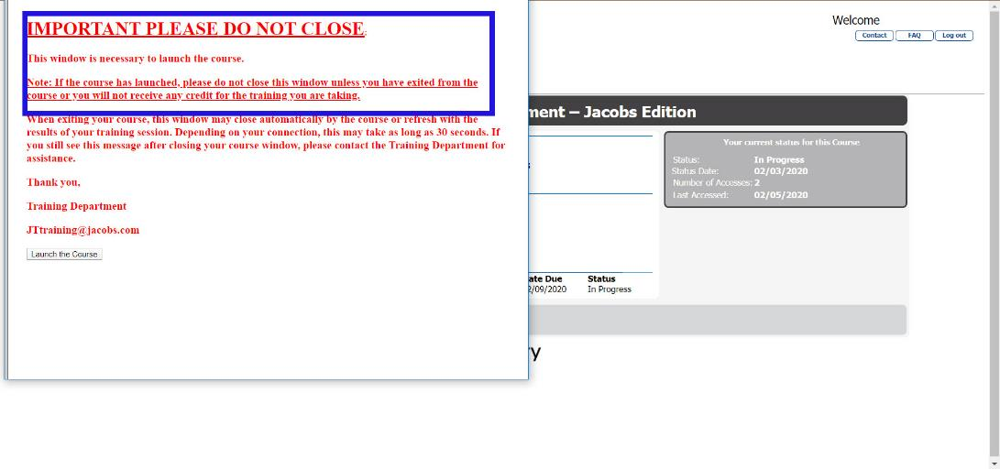 IMPORTANT PLEASE DO NOT CLOSE.
This window is necessary to launch the course.
Note: If the course has launched, please do not close this window unless you have exited from the
course or you will not receive any credit for the training you are taking.
When exiting your course, this window may close automatically by the course or refresh with the
results of your training session. Depending on your connection, this may take as long as 30 seconds. If
you still see this message after closing your course window, please contact the Training Department for
assistance.
Thank you,
Training Department
JTtraining@jacobs.com
Launch the Course
Welcome
Contact FAQ Log out
ment – Jacobs Edition
Your current status for this Course
Status: In Progress
Status Date: 02/03/2020
Number of Accesses: 2
Last Accessed: 02/05/2020
ate Due Status
2/09/2020 In Progress
ry